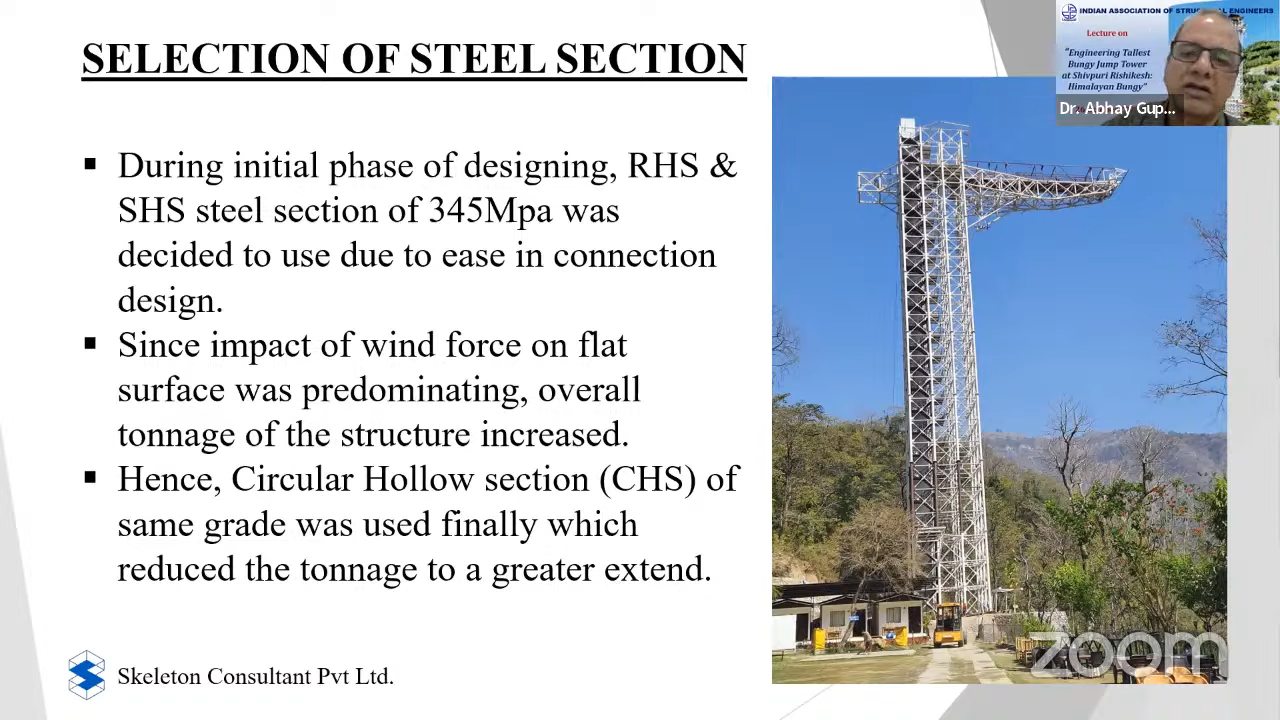 SELECTION OF STEEL SECTION
▪ During initial phase of designing, RHS &
SHS steel section of 345Mpa was
decided to use due to ease in connection
design.
▪ Since impact of wind force on flat
surface was predominating, overall
tonnage of the structure increased.
▪ Hence, Circular Hollow section (CHS) of
same grade was used finally which
reduced the tonnage to a greater extend.
Skeleton Consultant Pvt Ltd.
INDIAN ASSOCIATION OF STRUCTURAL ENGINEERS
Lecture on
"Engineering Tallest
Bungy Jump Tower
at Shivpuri Rishikesh:
Himalayan Bungy"
Dr. Abhay Gup...
zoom